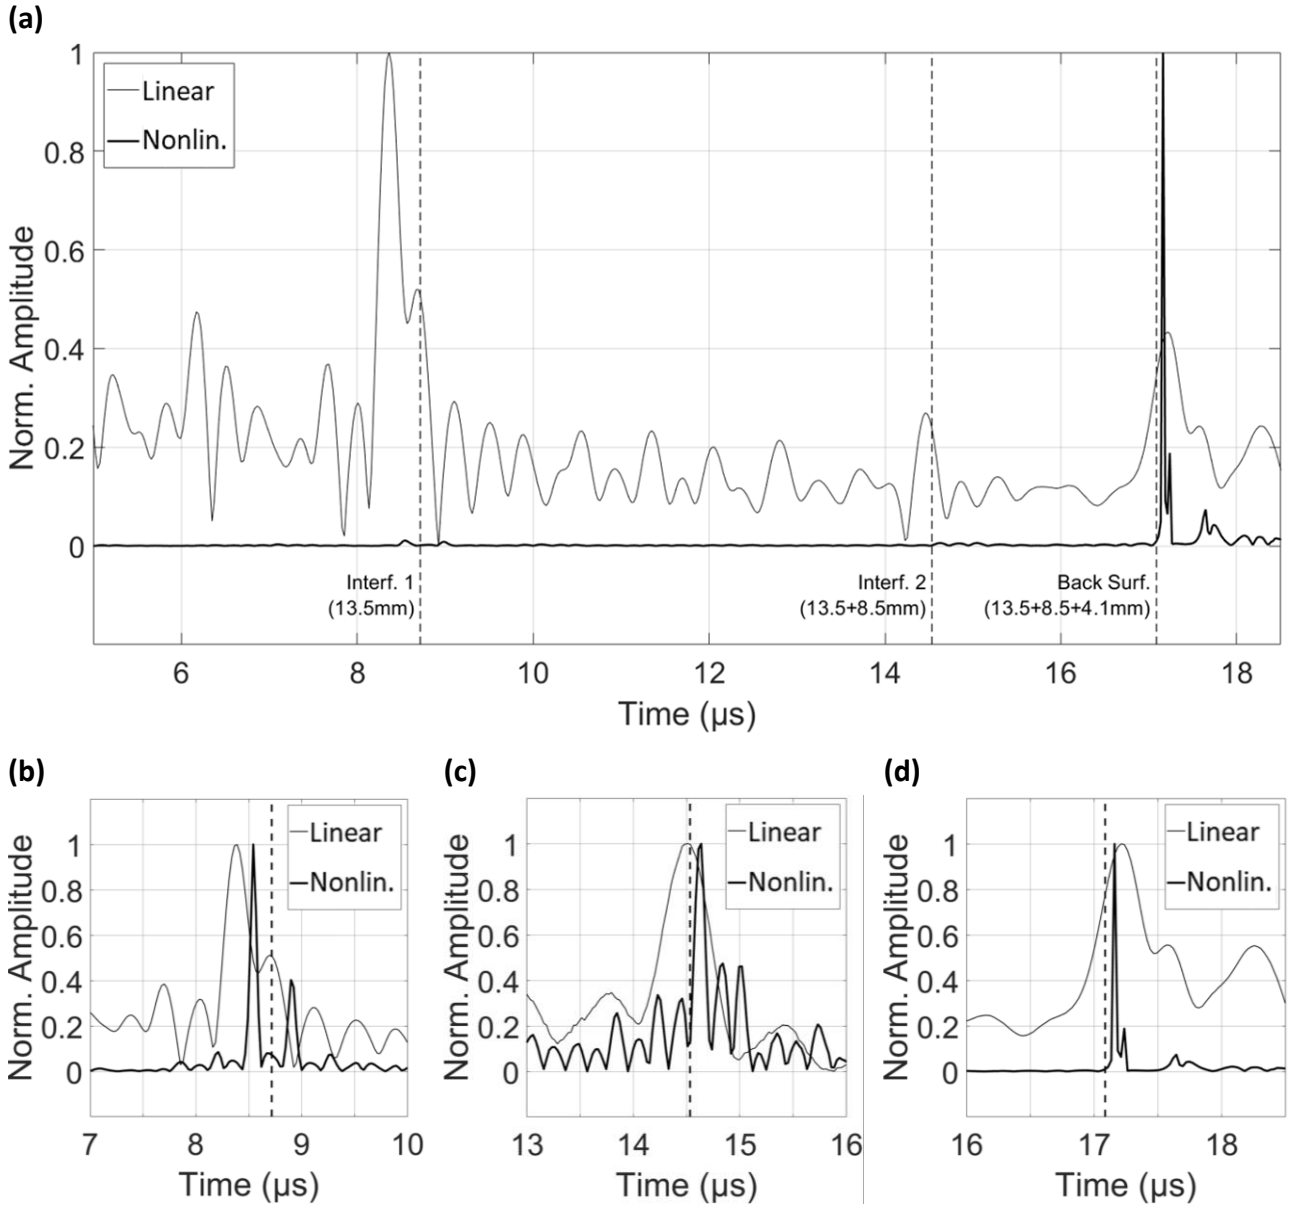 (a)
1
0.8
0.6
0.4
0.2
0
Norm. Amplitude
Linear
Nonlin.
Interf. 1
(13.5mm)
Interf. 2
(13.5+8.5mm)
Back Surf.
(13.5+8.5+4.1mm)
6 8 10 12 14 16 18
Time (µs)
(b)
1
0.8
0.6
0.4
0.2
0
Norm. Amplitude
Linear
Nonlin.
7 8 9 10
Time (µs)
(c)
1
0.8
0.6
0.4
0.2
0
Norm. Amplitude
Linear
Nonlin.
13 14 15 16
Time (µs)
(d)
1
0.8
0.6
0.4
0.2
0
Norm. Amplitude
Linear
Nonlin.
16 17 18
Time (µs)